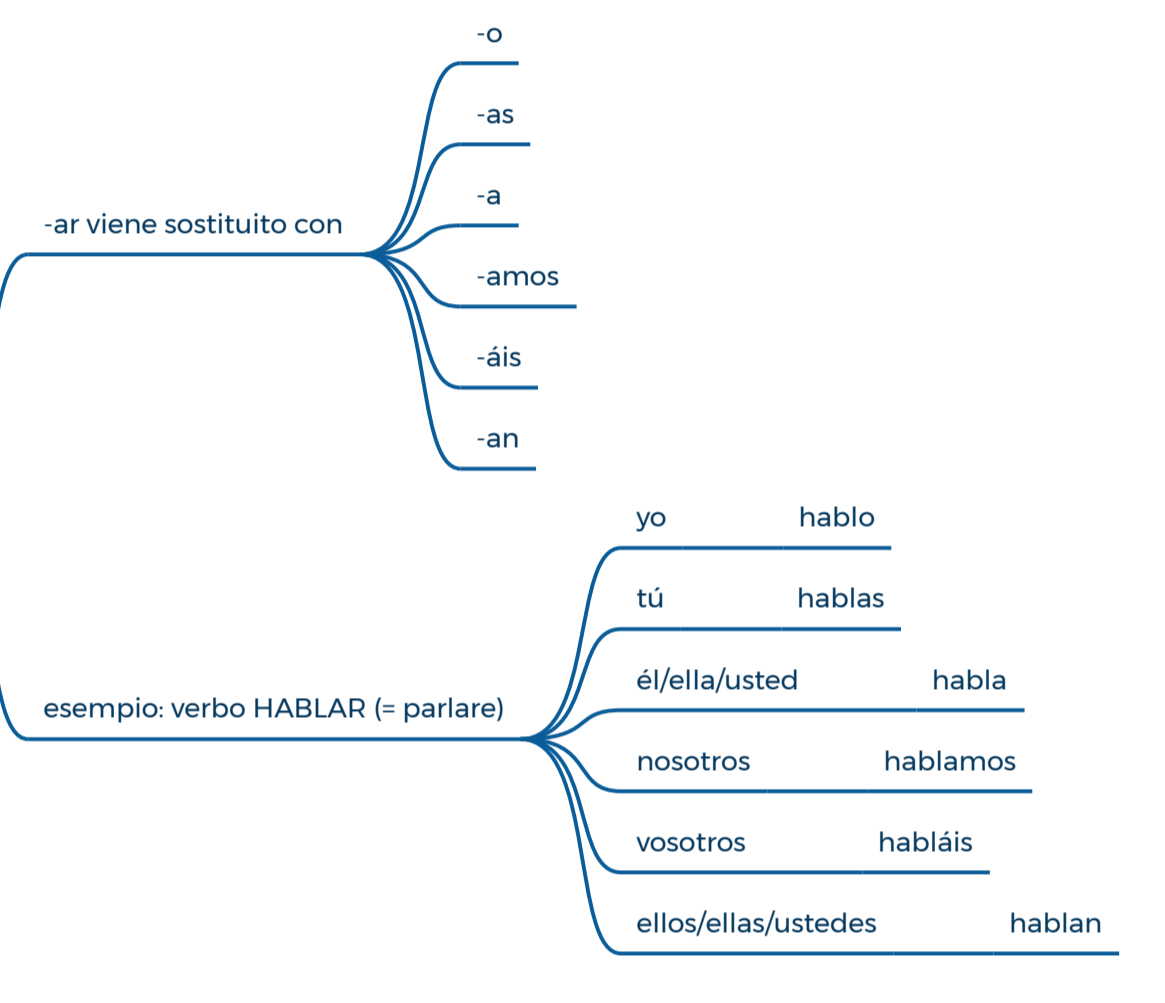 -ar viene sostituito con
-o
-as
-a
-amos
-áis
-an
esempio: verbo HABLAR (= parlare)
yo hablo
tú hablas
él/ella/usted habla
nosotros hablamos
vosotros habláis
ellos/ellas/ustedes hablan